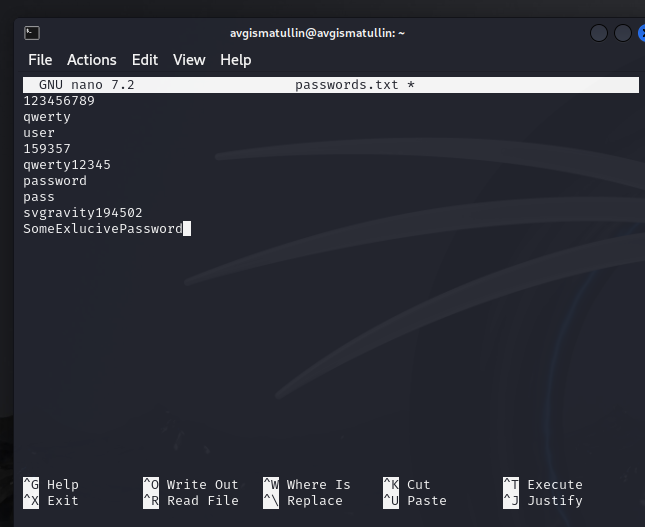 avgismatullin@avgismatullin: ~
File Actions Edit View Help
GNU nano 7.2 passwords.txt *
123456789
qwerty
user
159357
qwerty12345
password
pass
svgravity194502
SomeExlucivePassword
^G Help ^O Write Out ^W Where Is ^K Cut ^T Execute
^X Exit ^R Read File ^\ Replace ^U Paste ^J Justify